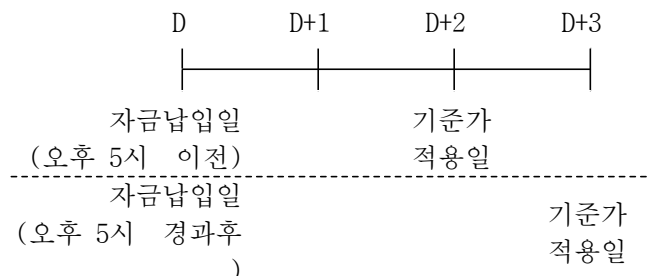 D D+1 D+2 D+3
자금납입일 기준가
(오후 5시 이전) 적용일
자금납입일
기준가
(오후 5시 경과후
적용일
)